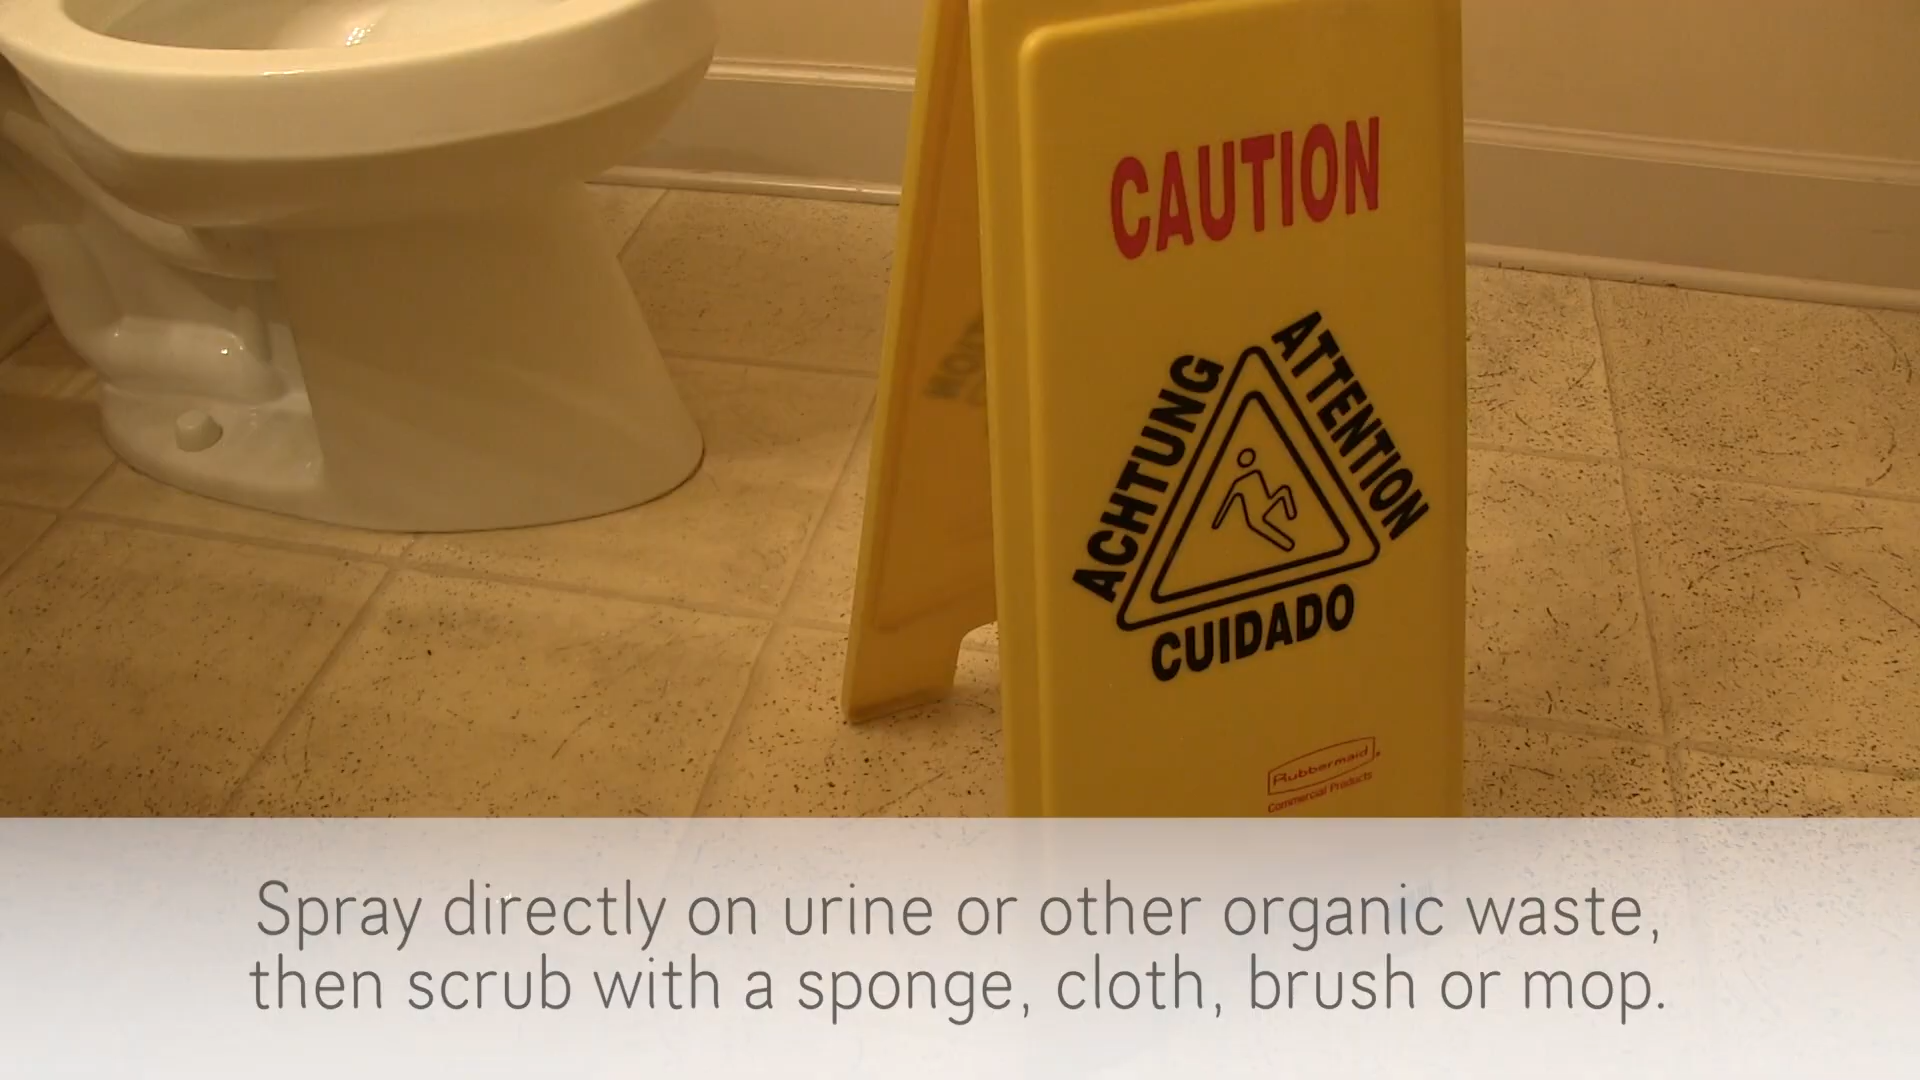 CAUTION
ACHTUNG
ATTENTION
CUIDADO
Rubbermaid
Commercial Products
Spray directly on urine or other organic waste,
then scrub with a sponge, cloth, brush or mop.